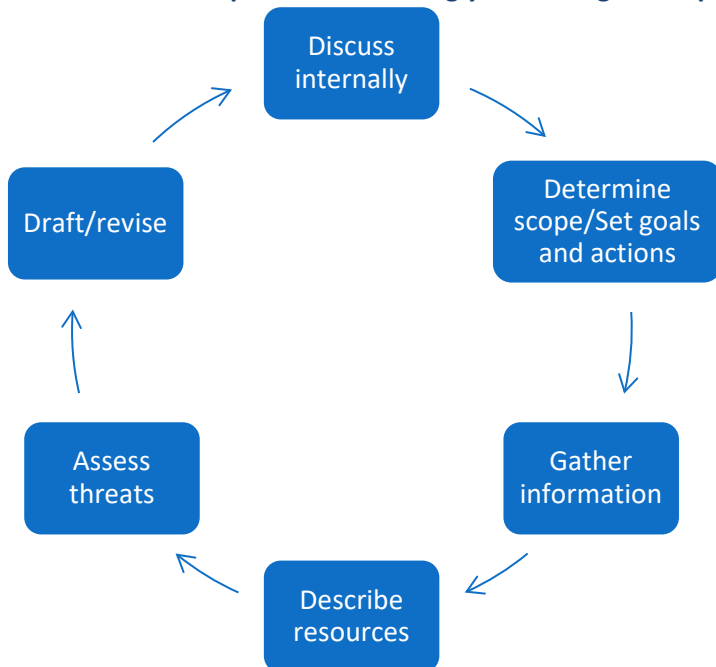 Discuss
internally
Determine
scope/Set goals
and actions
Gather
information
Describe
resources
Assess
threats
Draft/revise